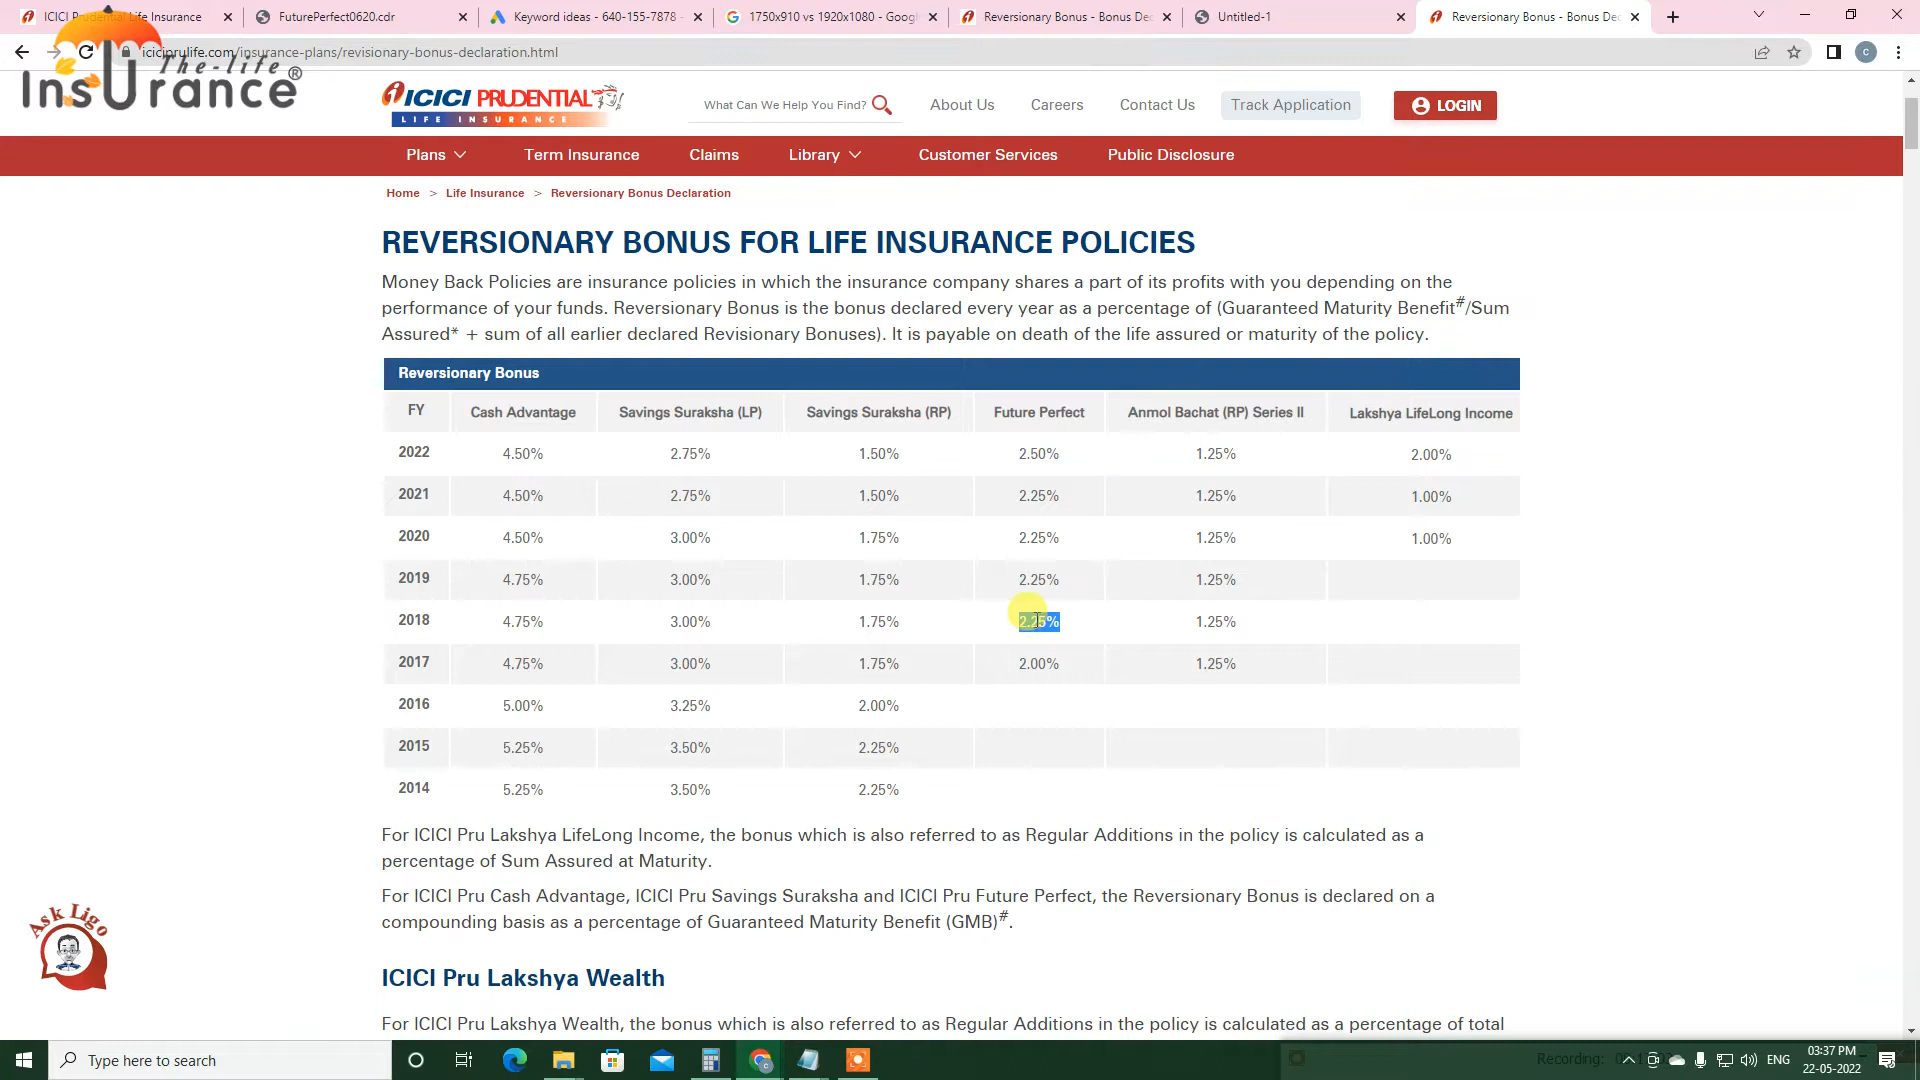 ICICI Prudential Life Insurance
FuturePerfect0620.cdr
Keyword ideas - 640-155-7878 -
1750x910 vs 1920x1080 - Googl
Reversionary Bonus - Bonus Dec
Untitled-1
Reversionary Bonus - Bonus Dec
iciciprulife.com/insurance-plans/revisionary-bonus-declaration.html
C
The-life
InsUrance®
ICICI PRUDENTIAL
LIFE INSURANCE
What Can We Help You Find?
About Us
Careers
Contact Us
Track Application
LOGIN
Plans
Term Insurance
Claims
Library
Customer Services
Public Disclosure
Home > Life Insurance > Reversionary Bonus Declaration
REVERSIONARY BONUS FOR LIFE INSURANCE POLICIES
Money Back Policies are insurance policies in which the insurance company shares a part of its profits with you depending on the
performance of your funds. Reversionary Bonus is the bonus declared every year as a percentage of (Guaranteed Maturity Benefit#/Sum
Assured* + sum of all earlier declared Revisionary Bonuses). It is payable on death of the life assured or maturity of the policy.
Reversionary Bonus
FY Cash Advantage Savings Suraksha (LP) Savings Suraksha (RP) Future Perfect Anmol Bachat (RP) Series II Lakshya LifeLong Income
2022 4.50% 2.75% 1.50% 2.50% 1.25% 2.00%
2021 4.50% 2.75% 1.50% 2.25% 1.25% 1.00%
2020 4.50% 3.00% 1.75% 2.25% 1.25% 1.00%
2019 4.75% 3.00% 1.75% 2.25% 1.25%
2018 4.75% 3.00% 1.75% 2.25% 1.25%
2017 4.75% 3.00% 1.75% 2.00% 1.25%
2016 5.00% 3.25% 2.00%
2015 5.25% 3.50% 2.25%
2014 5.25% 3.50% 2.25%
For ICICI Pru Lakshya LifeLong Income, the bonus which is also referred to as Regular Additions in the policy is calculated as a
percentage of Sum Assured at Maturity.
For ICICI Pru Cash Advantage, ICICI Pru Savings Suraksha and ICICI Pru Future Perfect, the Reversionary Bonus is declared on a
compounding basis as a percentage of Guaranteed Maturity Benefit (GMB)#.
Ask Ligo
ICICI Pru Lakshya Wealth
For ICICI Pru Lakshya Wealth, the bonus which is also referred to as Regular Additions in the policy is calculated as a percentage of total
Type here to search
Recording:
ENG
03:37 PM
22-05-2022